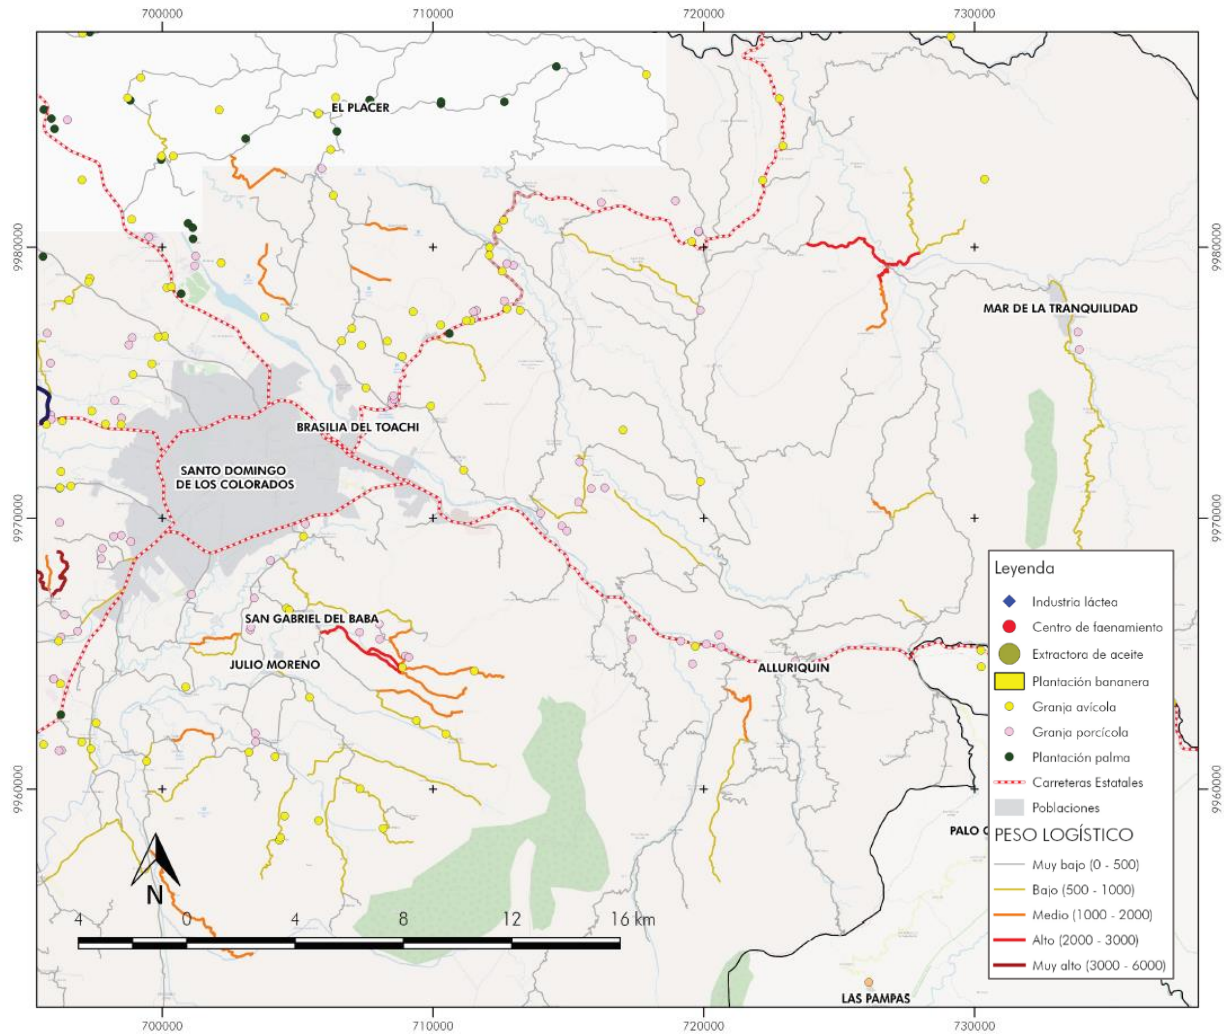 700000
710000
720000
730000
EL PLACER
9980000
9980000
MAR DE LA TRANQUILIDAD
BRASILIA DEL TOACHI
SANTO DOMINGO
DE LOS COLORADOS
9970000
9970000
SAN GABRIEL DEL BABA
JULIO MORENO
ALLURIQUIN
9960000
9960000
PALO
LAS PAMPAS
N
4
0
4
8
12
16 km
Leyenda
Industria láctea
Centro de faenamiento
Extractora de aceite
Plantación bananera
Granja avícola
Granja porcícola
Plantación palma
Carreteras Estatales
Poblaciones
PESO LOGÍSTICO
Muy bajo (0 - 500)
Bajo (500 - 1000)
Medio (1000 - 2000)
Alto (2000 - 3000)
Muy alto (3000 - 6000)
700000
710000
720000
730000